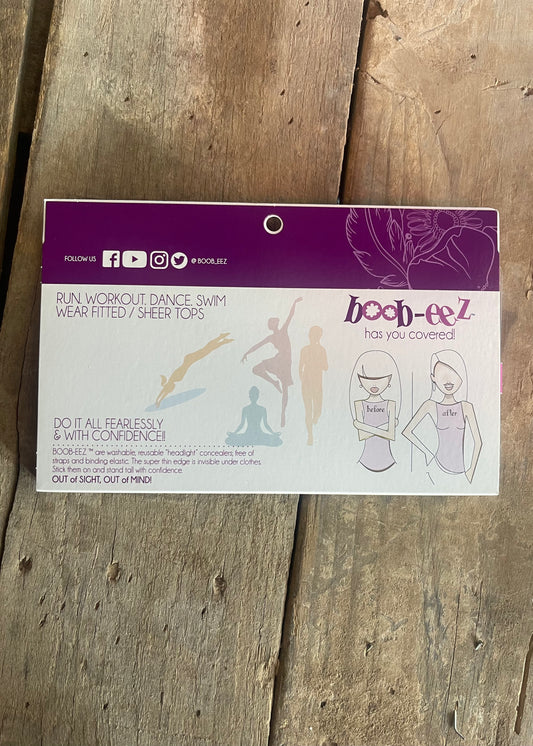 FOLLOW US @ BOOB_EEZ
RUN, WORKOUT, DANCE, SWIM
WEAR FITTED / SHEER TOPS
boob-eez
has you covered!
before
after
DO IT ALL FEARLESSLY
& WITH CONFIDENCE!!
BOOB-EEZ ™ are washable, reusable "headlight" concealers, free of
straps and binding elastic. The super thin edge is invisible under clothes.
Stick them on and stand tall with confidence
OUT of SIGHT, OUT of MIND!